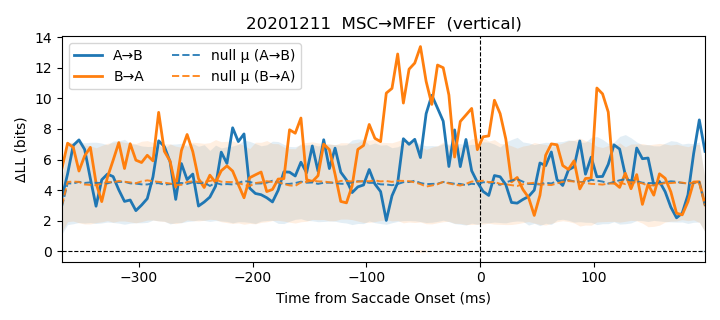 20201211  MSC→MFEF  (vertical)
A→B
B→A
null μ (A→B)
null μ (B→A)
ΔLL (bits)
14
12
10
8
6
4
2
0
−300
−200
−100
0
100
Time from Saccade Onset (ms)